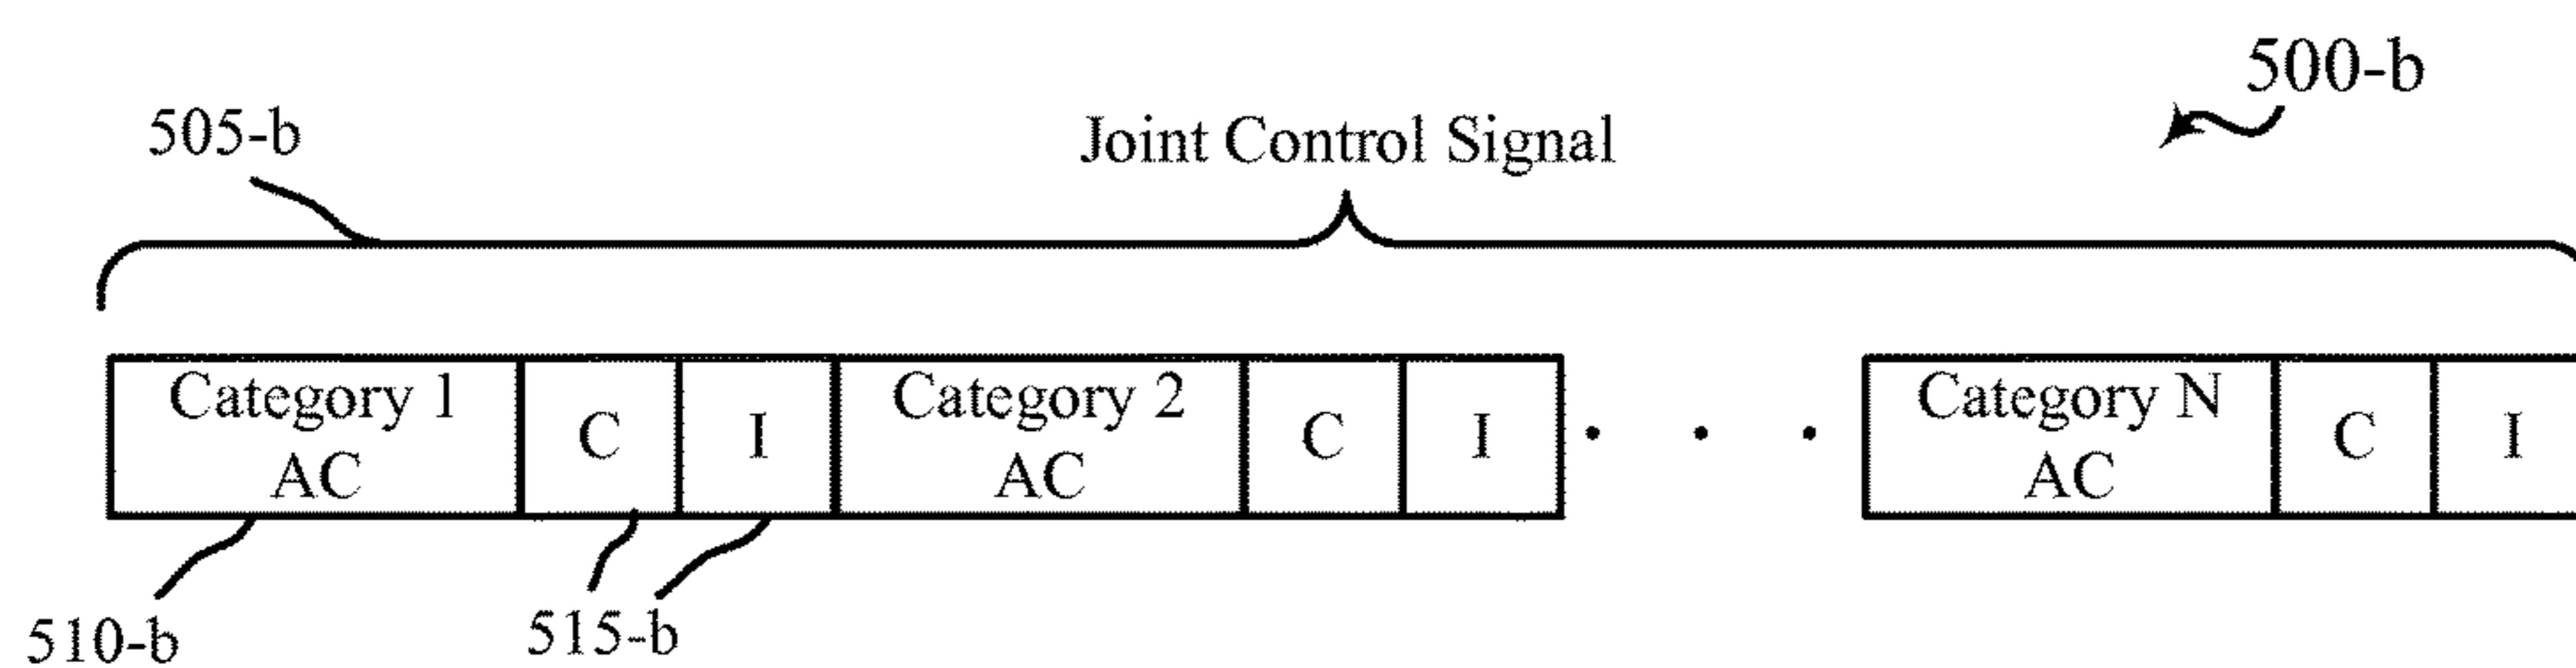 500-b
505-b
Joint Control Signal
Category 1
AC
C
I
Category 2
AC
C
I
. . .
Category N
AC
C
I
510-b
515-b